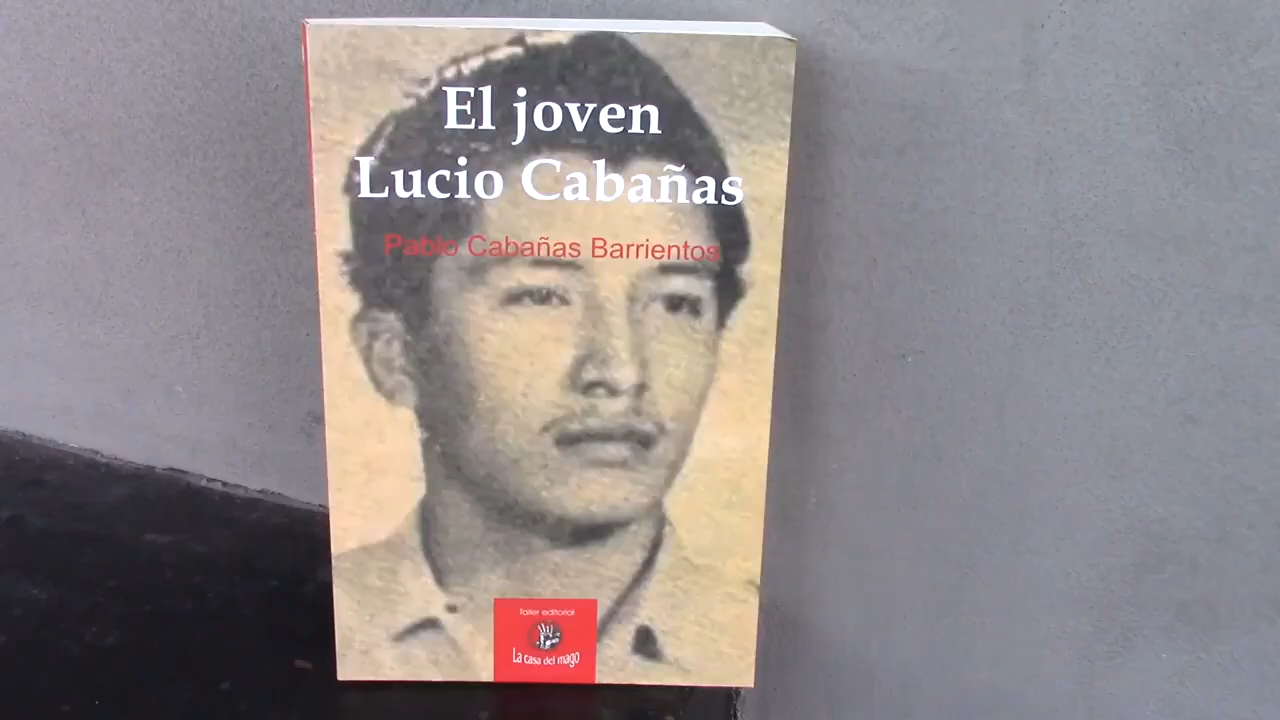 El joven
Lucio Cabañas
Pablo Cabañas Barrientos
Taller editorial
La casa del mago